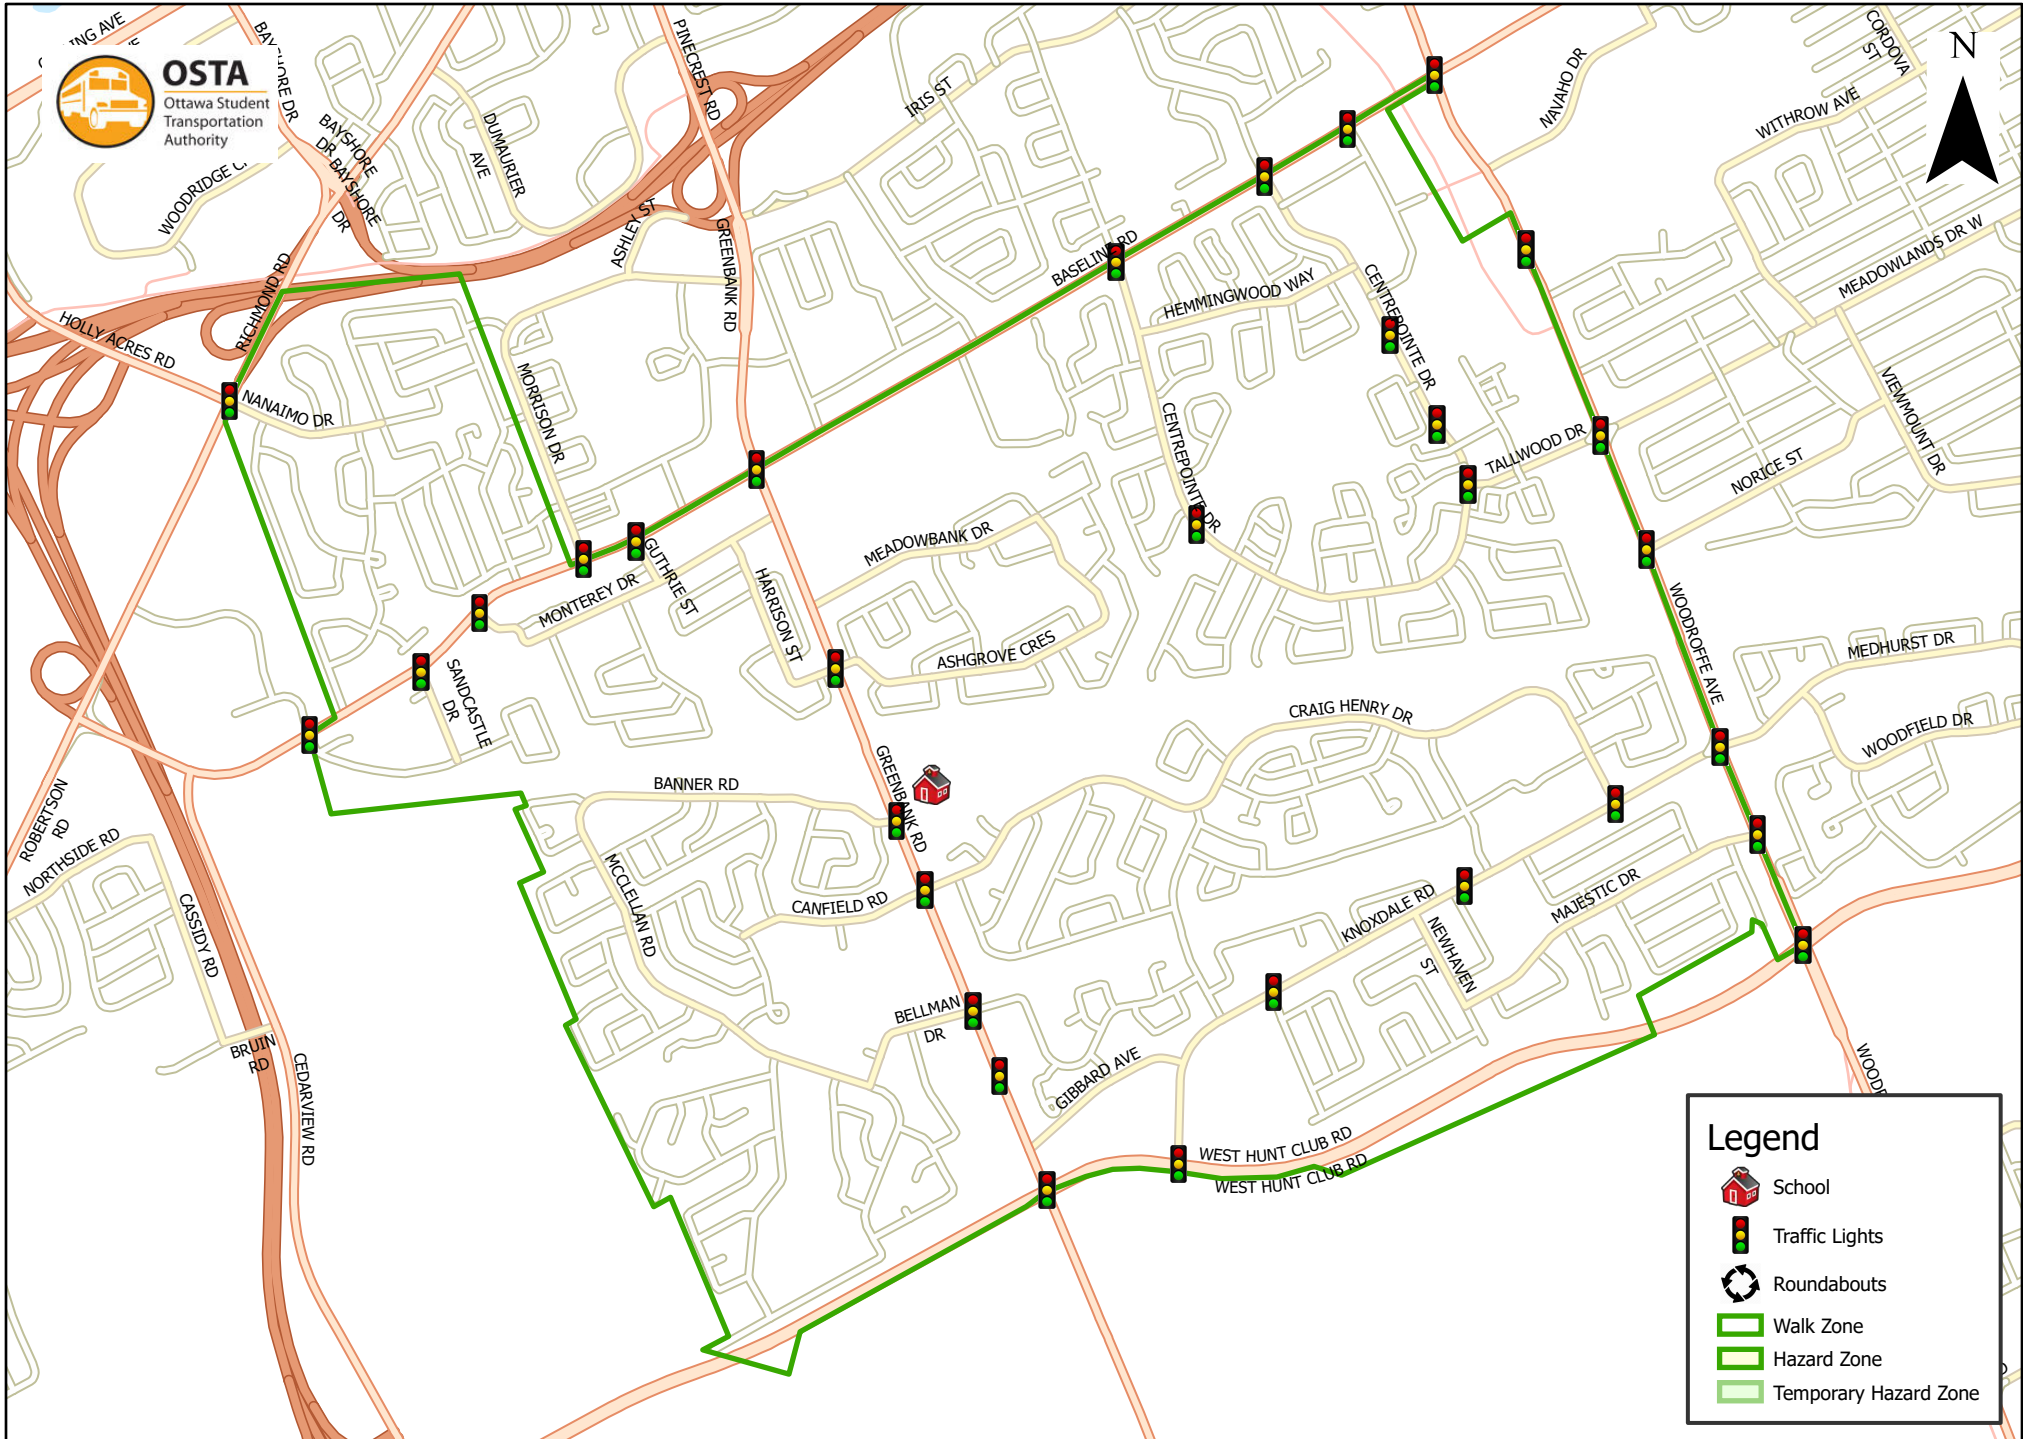 OSTA
Ottawa Student
Transportation
Authority
BAYSHORE DR
BAYSHORE
DR
BAYSHORE
DR
WOODRIDGE
DUMAURIER
AVE
PINECREST RD
IRIS ST
ASHLEY ST
GREENBANK RD
NAVAHO DR
CORDOVA
ST
N
WITHROW AVE
MEADOWLANDS DR W
RICHMOND RD
HOLLY ACRES RD
NANAIMO DR
MORRISON DR
BASELINE RD
HEMMINGWOOD WAY
CENTREPOINTE DR
CENTREPOINTE DR
TALLWOOD DR
VIEWMOUNT DR
NORICE ST
MEADOWBANK DR
GUTHRIE ST
MONTEREY DR
HARRISON ST
ASHGROVE CRES
SANDCASTLE
DR
WOODROFFE AVE
MEDHURST DR
WOODFIELD DR
CRAIG HENRY DR
BANNER RD
GREENBANK RD
ROBERTSON
RD
NORTHSIDE RD
CASSIDY RD
MCCLELLAN RD
CANFIELD RD
KNOXDALE RD
NEWHAVEN
ST
MAJESTIC DR
BELLMAN
DR
GIBBARD AVE
BRUIN
RD
CEDARVIEW RD
WEST HUNT CLUB RD
WEST HUNT CLUB RD
Legend
School
Traffic Lights
Roundabouts
Walk Zone
Hazard Zone
Temporary Hazard Zone